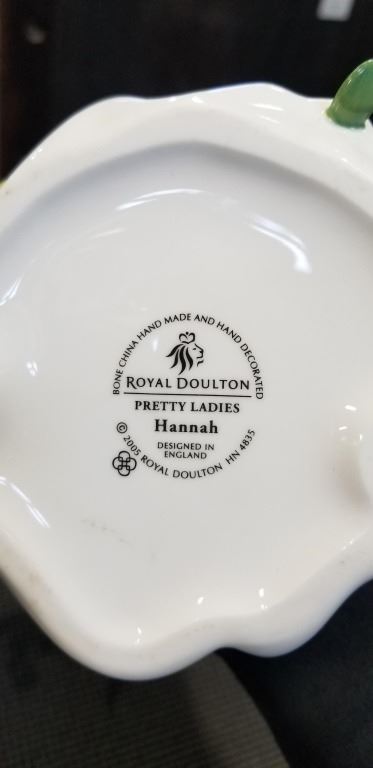 BONE CHINA HAND MADE AND HAND DECORATED
ROYAL DOULTON
PRETTY LADIES
Hannah
DESIGNED IN
ENGLAND
© 2005 ROYAL DOULTON HN 4835